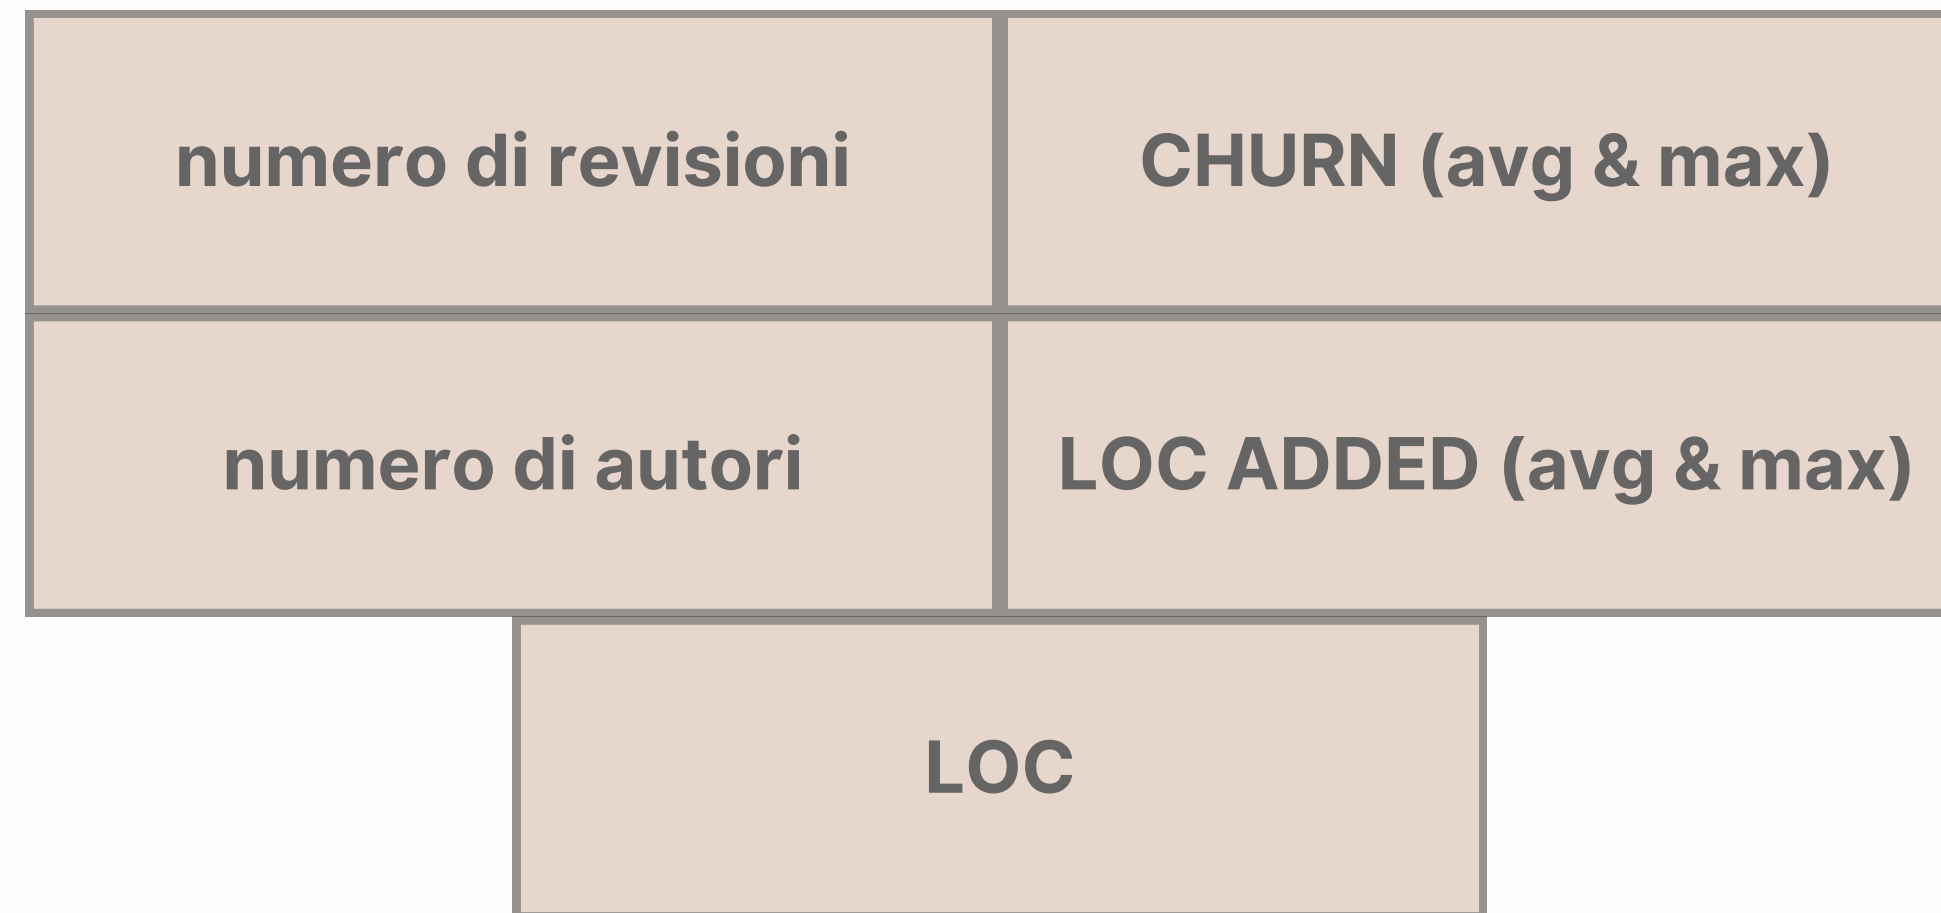 numero di revisioni
CHURN (avg & max)
numero di autori
LOC ADDED (avg & max)
LOC